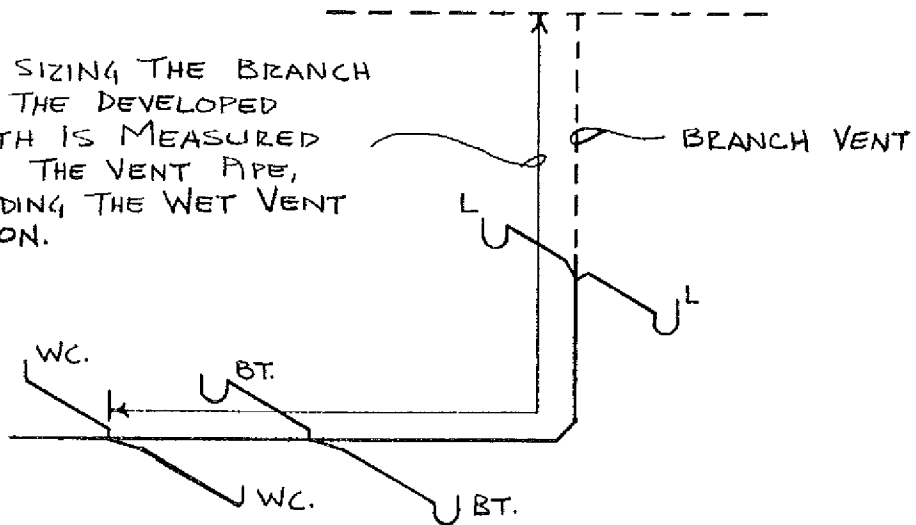 SIZING THE BRANCH
THE DEVELOPED
TH IS MEASURED
THE VENT PIPE,
DING THE WET VENT
ON.
BRANCH VENT
L
L
WC.
BT.
WC.
BT.